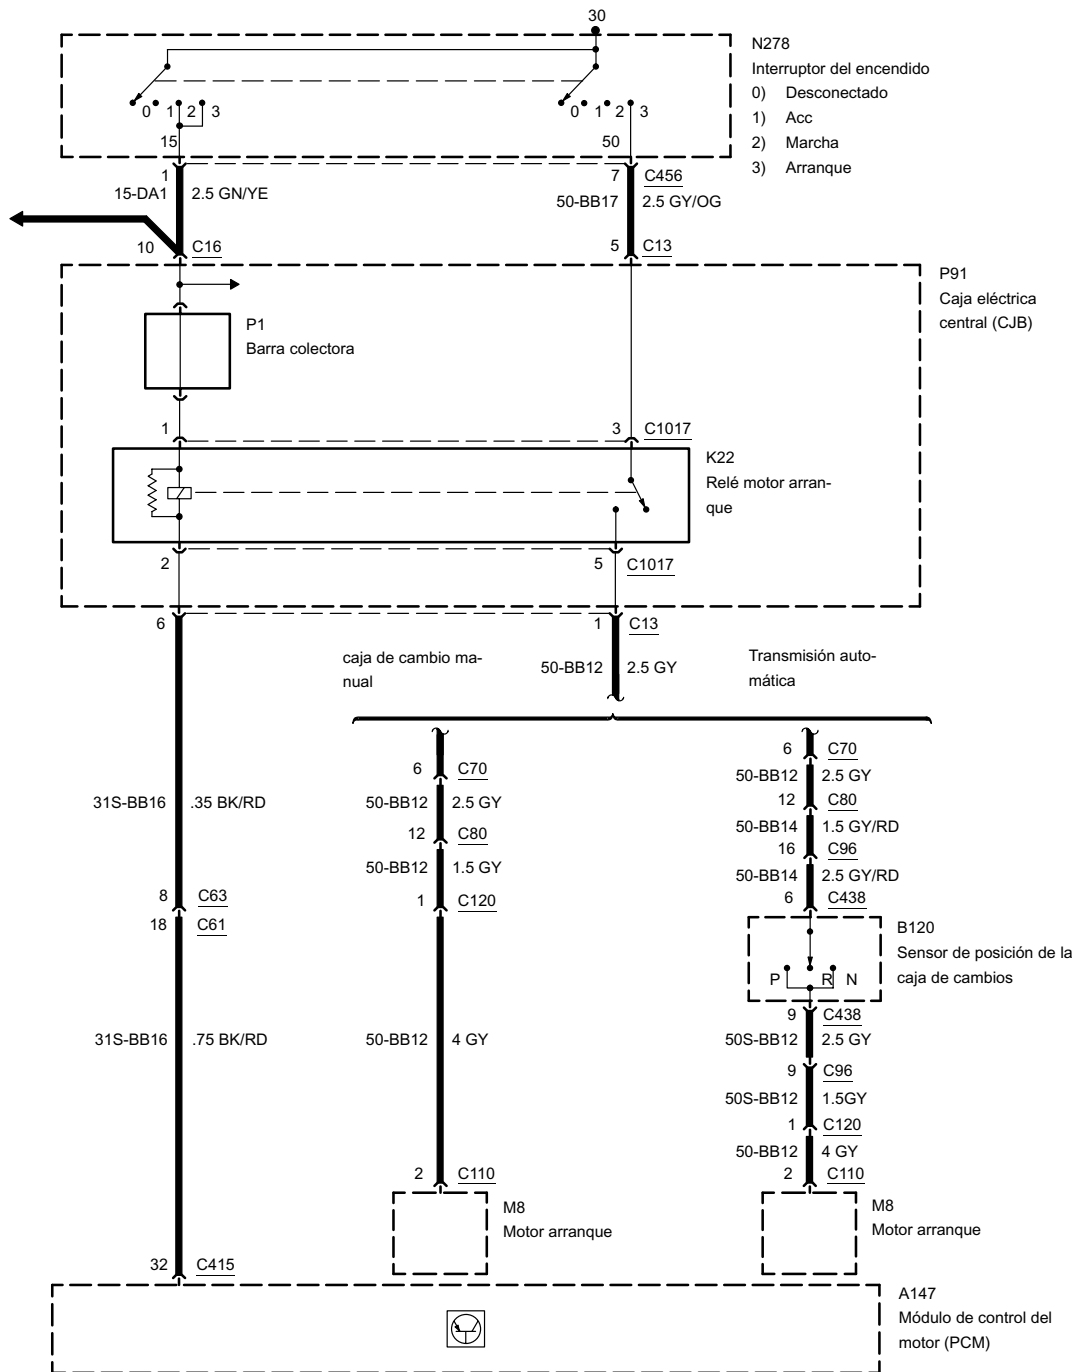 30
N278
Interruptor del encendido
0) Desconectado
1) Acc
2) Marcha
3) Arranque
0 1 2 3
0 1 2 3
15
50
1
7 C456
15-DA1 2.5 GN/YE
50-BB17 2.5 GY/OG
10 C16
5 C13
P91
Caja eléctrica
central (CJB)
P1
Barra colectora
1
3 C1017
K22
Relé motor arran-
que
2
5 C1017
6
1 C13
caja de cambio ma-
nual
50-BB12 2.5 GY
Transmisión auto-
mática
6 C70
6 C70
31S-BB16 .35 BK/RD
50-BB12 2.5 GY
50-BB12 2.5 GY
12 C80
12 C80
50-BB14 1.5 GY/RD
16 C96
50-BB12 1.5 GY
50-BB14 2.5 GY/RD
8 C63
1 C120
6 C438
18 C61
B120
Sensor de posición de la
caja de cambios
P R N
9 C438
31S-BB16 .75 BK/RD
50-BB12 4 GY
50S-BB12 2.5 GY
9 C96
50S-BB12 1.5GY
1 C120
50-BB12 4 GY
2 C110
2 C110
M8
Motor arranque
M8
Motor arranque
32 C415
A147
Módulo de control del
motor (PCM)